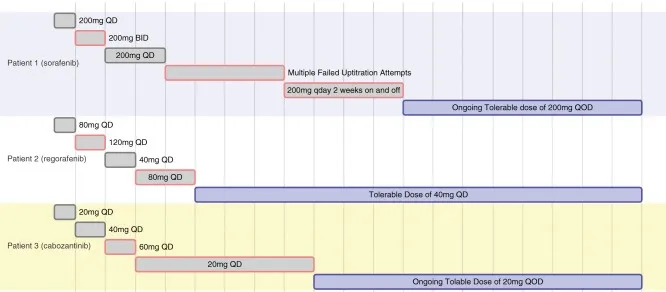 200mg QD
200mg BID
200mg QD
Patient 1 (sorafenib)
Multiple Failed Uptitration Attempts
200mg qday 2 weeks on and off
Ongoing Tolerable dose of 200mg QOD
80mg QD
120mg QD
Patient 2 (regorafenib)
40mg QD
80mg QD
Tolerable Dose of 40mg QD
20mg QD
40mg QD
Patient 3 (cabozantinib)
60mg QD
20mg QD
Ongoing Tolable Dose of 20mg QOD